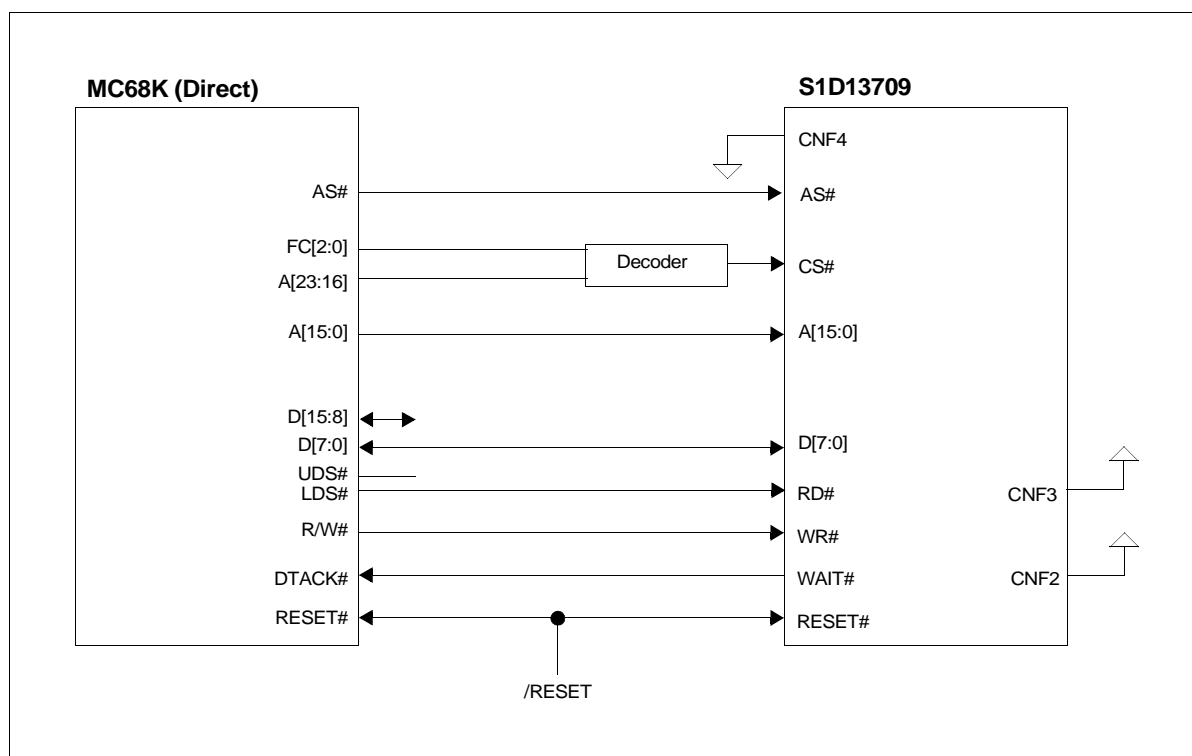 MC68K (Direct)
S1D13709
CNF4
AS#
AS#
FC[2:0]
Decoder
CS#
A[23:16]
A[15:0]
A[15:0]
D[15:8]
D[7:0]
D[7:0]
UDS#
LDS#
RD#
CNF3
R/W#
WR#
DTACK#
WAIT#
CNF2
RESET#
RESET#
/RESET